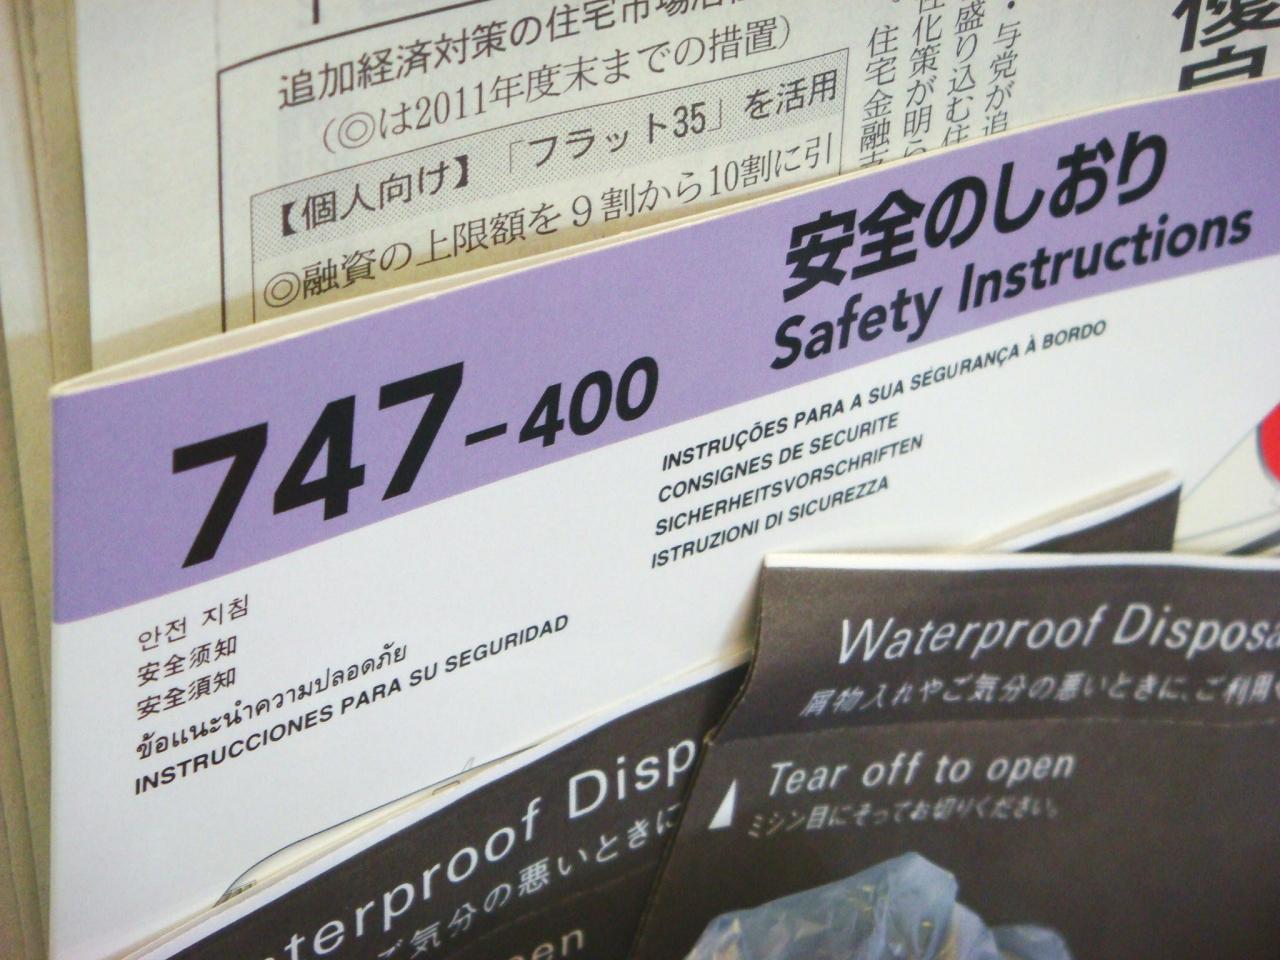 追加経済対策の住宅市場活
(◎は2011年度末までの措置)
【個人向け】「フラット35」を活用
◎融資の上限額を9割から10割に引
・与党が追
盛り込む住
性化策が明ら
住宅金融支
優良
安全のしおり
Safety Instructions
747-400
INSTRUÇÕES PARA A SUA SEGURANÇA À BORDO
CONSIGNES DE SECURITE
SICHERHEITSVORSCHRIFTEN
ISTRUZIONI DI SICUREZZA
안전 지침
安全须知
安全須知
ข้อแนะนำความปลอดภัย
INSTRUCCIONES PARA SU SEGURIDAD
Waterproof Disposa
屑物入れやご気分の悪いときに、ご利用
Tear off to open
ミシン目にそってお切りください。
terproof Disp
ご気分の悪いときに
pen